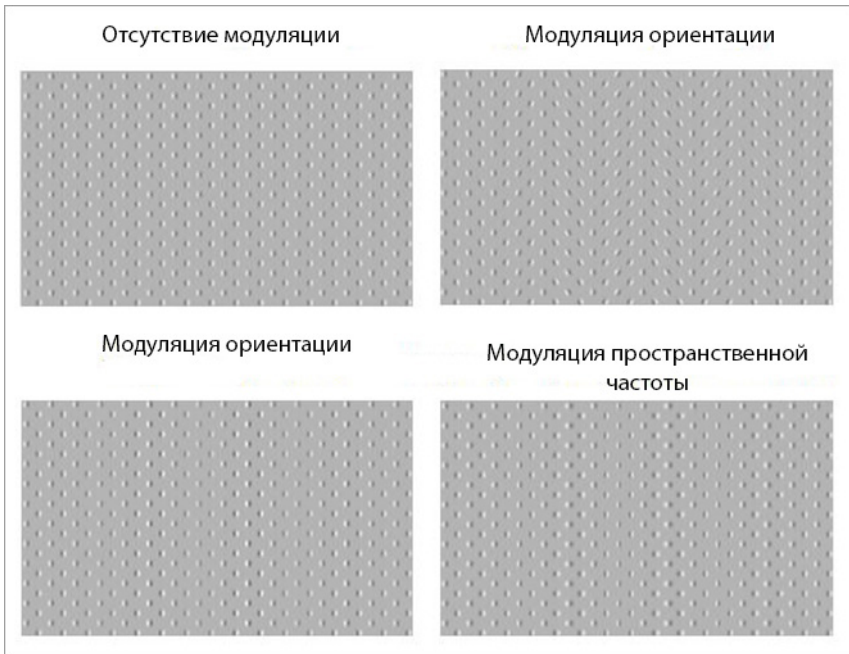 Отсутствие модуляции
Модуляция ориентации
Модуляция ориентации
Модуляция пространственной
частоты